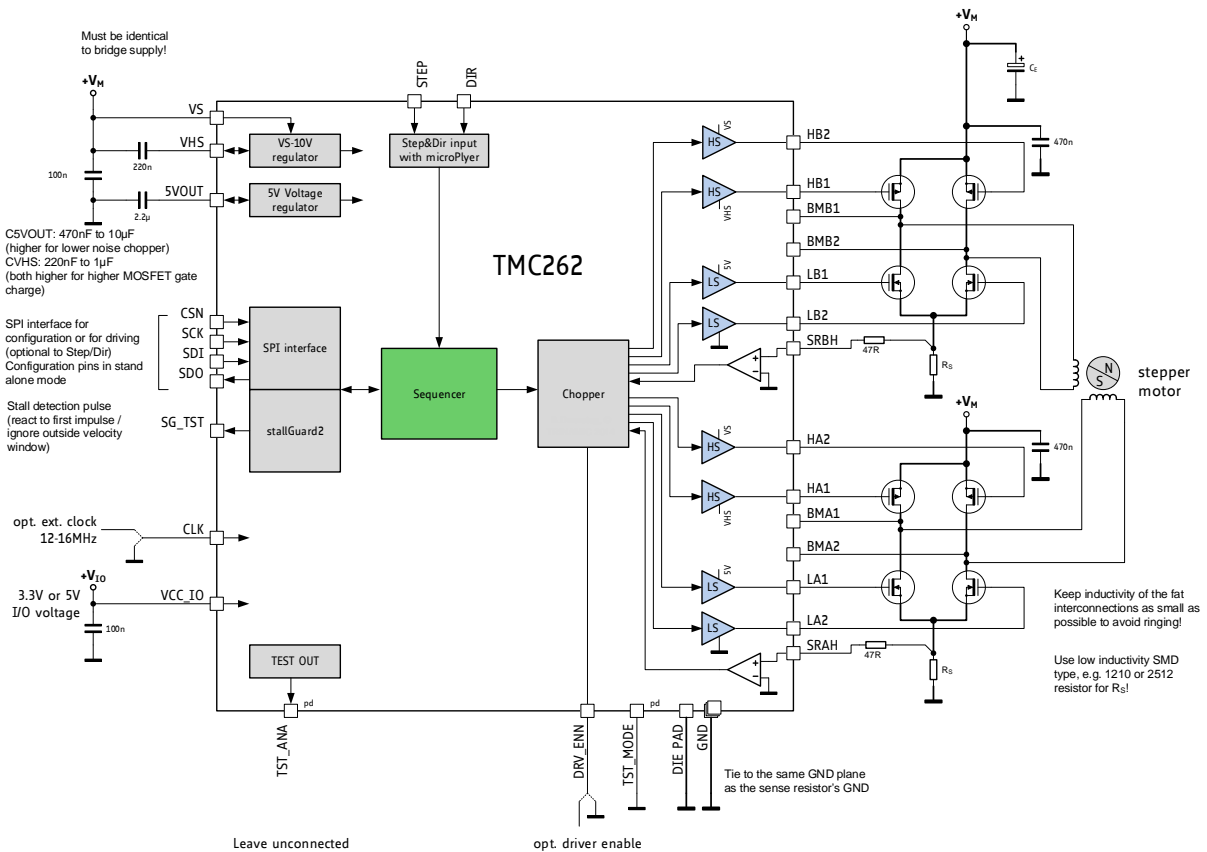 Must be identical
to bridge supply!
+VM
VS
VHS
220n
100n
5VOUT
2.2µ
VS-10V
regulator
5V Voltage
regulator
C5VOUT: 470nF to 10µF
(higher for lower noise chopper)
CVHS: 220nF to 1µF
(both higher for higher MOSFET gate
charge)
STEP
DIR
Step&Dir input
with microPlyer
TMC262
SPI interface for
configuration or for driving
(optional to Step/Dir)
Configuration pins in stand
alone mode
CSN
SCK
SDI
SDO
SPI interface
Stall detection pulse
(react to first impulse /
ignore outside velocity
window)
SG_TST
stallGuard2
Sequencer
Chopper
opt. ext. clock
12-16MHz
CLK
+VIO
3.3V or 5V
I/O voltage
VCC_IO
100n
TEST OUT
pd
TST_ANA
Leave unconnected
DRV_ENN
opt. driver enable
pd
TST_MODE
DIE PAD
GND
Tie to the same GND plane
as the sense resistor's GND
HS
VS
HB2
HS
VHS
HB1
BMB1
BMB2
LS
5V
LB1
LS
LB2
SRBH
47R
RS
+
−
+VM
+
CE
470n
N
S
stepper
motor
+VM
470n
HS
VS
HA2
HS
VHS
HA1
BMA1
BMA2
LS
5V
LA1
LS
LA2
SRAH
47R
RS
+
−
Keep inductivity of the fat
interconnections as small as
possible to avoid ringing!
Use low inductivity SMD
type, e.g. 1210 or 2512
resistor for RS!